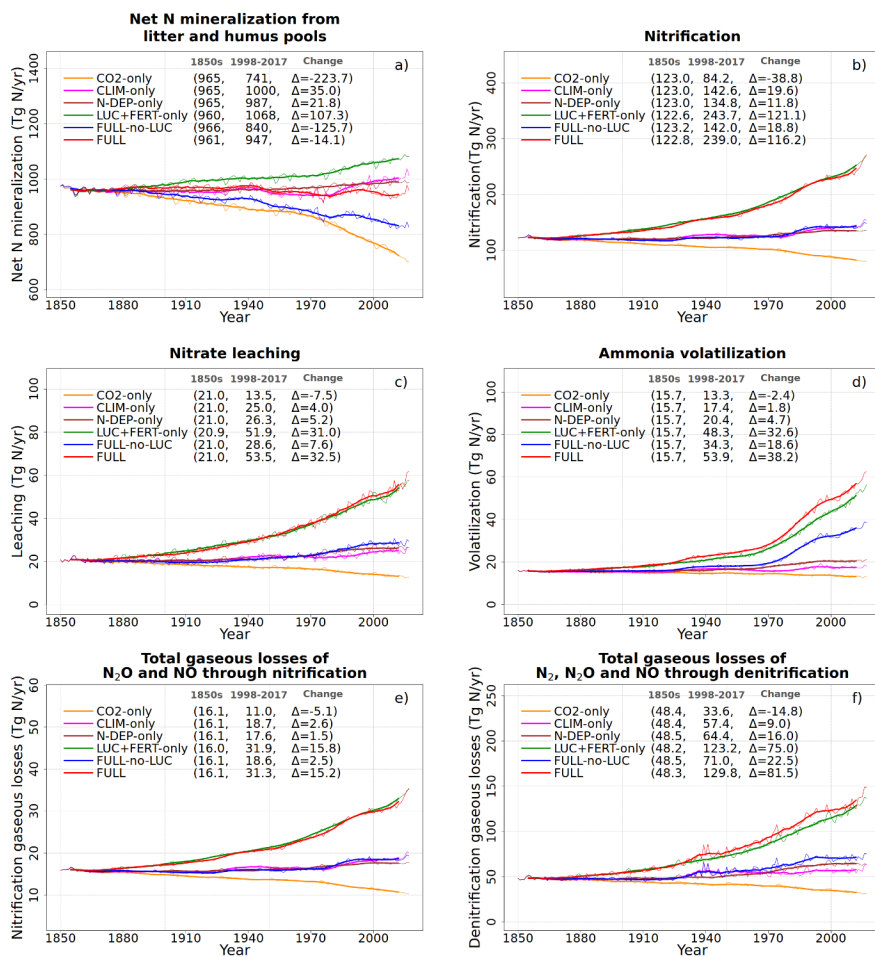 Net N mineralization from
litter and humus pools
1850s 1998-2017 Change
a)
CO2-only (965, 741, Δ=-223.7)
CLIM-only (965, 1000, Δ=35.0)
N-DEP-only (965, 987, Δ=21.8)
LUC+FERT-only (960, 1068, Δ=107.3)
FULL-no-LUC (966, 840, Δ=-125.7)
FULL (961, 947, Δ=-14.1)
Net N mineralization (Tg N/yr)
1400
1200
1000
800
600
1850 1880 1910 1940 1970 2000
Year
Nitrification
1850s 1998-2017 Change
b)
CO2-only (123.0, 84.2, Δ=-38.8)
CLIM-only (123.0, 142.6, Δ=19.6)
N-DEP-only (123.0, 134.8, Δ=11.8)
LUC+FERT-only (122.6, 243.7, Δ=121.1)
FULL-no-LUC (123.2, 142.0, Δ=18.8)
FULL (122.8, 239.0, Δ=116.2)
Nitrification(Tg N/yr)
400
300
200
100
1850 1880 1910 1940 1970 2000
Year
Nitrate leaching
1850s 1998-2017 Change
c)
CO2-only (21.0, 13.5, Δ=-7.5)
CLIM-only (21.0, 25.0, Δ=4.0)
N-DEP-only (21.0, 26.3, Δ=5.2)
LUC+FERT-only (20.9, 51.9, Δ=31.0)
FULL-no-LUC (21.0, 28.6, Δ=7.6)
FULL (21.0, 53.5, Δ=32.5)
Leaching (Tg N/yr)
100
80
60
40
20
0
1850 1880 1910 1940 1970 2000
Year
Ammonia volatilization
1850s 1998-2017 Change
d)
CO2-only (15.7, 13.3, Δ=-2.4)
CLIM-only (15.7, 17.4, Δ=1.8)
N-DEP-only (15.7, 20.4, Δ=4.7)
LUC+FERT-only (15.7, 48.3, Δ=32.6)
FULL-no-LUC (15.7, 34.3, Δ=18.6)
FULL (15.7, 53.9, Δ=38.2)
Volatilization (Tg N/yr)
100
80
60
40
20
0
1850 1880 1910 1940 1970 2000
Year
Total gaseous losses of
N₂O and NO through nitrification
1850s 1998-2017 Change
e)
CO2-only (16.1, 11.0, Δ=-5.1)
CLIM-only (16.1, 18.7, Δ=2.6)
N-DEP-only (16.1, 17.6, Δ=1.5)
LUC+FERT-only (16.0, 31.9, Δ=15.8)
FULL-no-LUC (16.1, 18.6, Δ=2.5)
FULL (16.1, 31.3, Δ=15.2)
Nitrification gaseous losses (Tg N/yr)
60
50
40
30
20
10
1850 1880 1910 1940 1970 2000
Year
Total gaseous losses of
N₂, N₂O and NO through denitrification
1850s 1998-2017 Change
f)
CO2-only (48.4, 33.6, Δ=-14.8)
CLIM-only (48.4, 57.4, Δ=9.0)
N-DEP-only (48.5, 64.4, Δ=16.0)
LUC+FERT-only (48.2, 123.2, Δ=75.0)
FULL-no-LUC (48.5, 71.0, Δ=22.5)
FULL (48.3, 129.8, Δ=81.5)
Denitrification gaseous losses (Tg N/yr)
250
200
150
100
50
0
1850 1880 1910 1940 1970 2000
Year